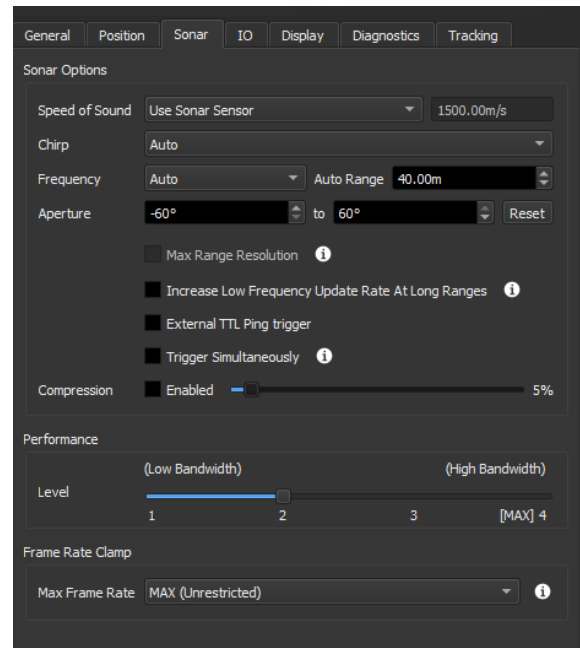 General Position Sonar IO Display Diagnostics Tracking
Sonar Options
Speed of Sound Use Sonar Sensor 1500.00m/s
Chirp Auto
Frequency Auto Auto Range 40.00m
Aperture -60° to 60° Reset
Max Range Resolution i
Increase Low Frequency Update Rate At Long Ranges i
External TTL Ping trigger
Trigger Simultaneously i
Compression Enabled 5%
Performance
(Low Bandwidth) (High Bandwidth)
Level
1 2 3 [MAX] 4
Frame Rate Clamp
Max Frame Rate MAX (Unrestricted) i